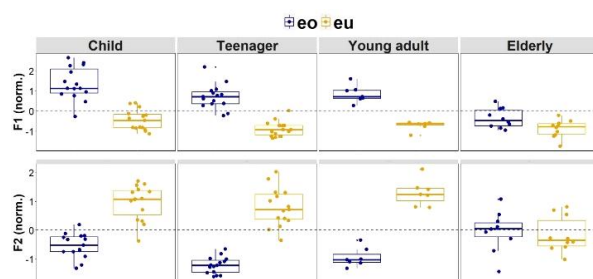 eo eu
Child Teenager Young adult Elderly
F1 (norm.)
2
1
0
-1
F2 (norm.)
2
1
0
-1